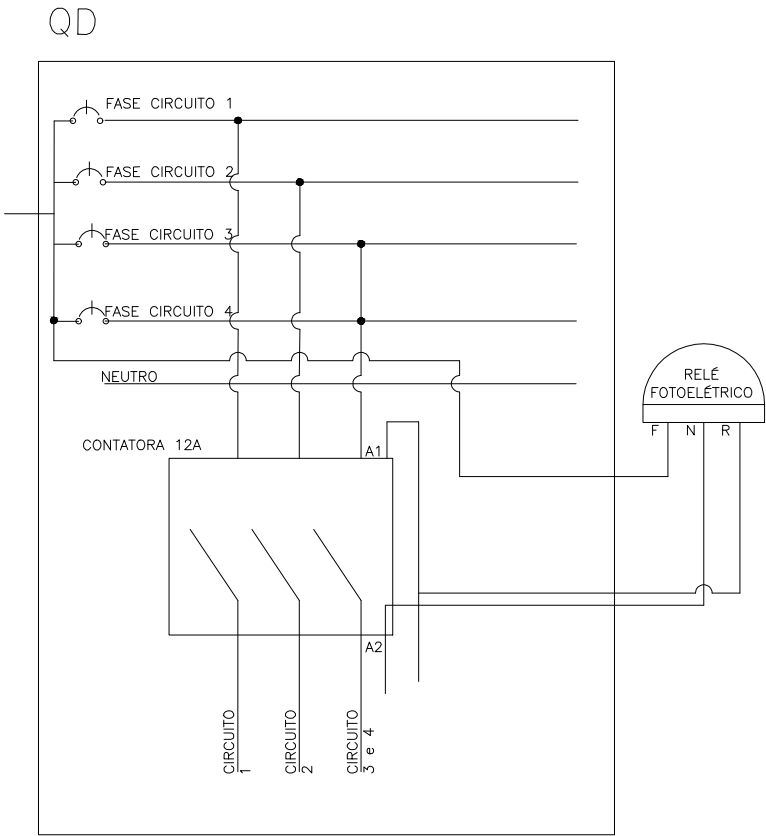 QD
FASE CIRCUITO 1
FASE CIRCUITO 2
FASE CIRCUITO 3
FASE CIRCUITO 4
NEUTRO
RELÉ
FOTOELÉTRICO
F N R
CONTATORA 12A
A1
A2
CIRCUITO
1
CIRCUITO
2
CIRCUITO
3 e 4